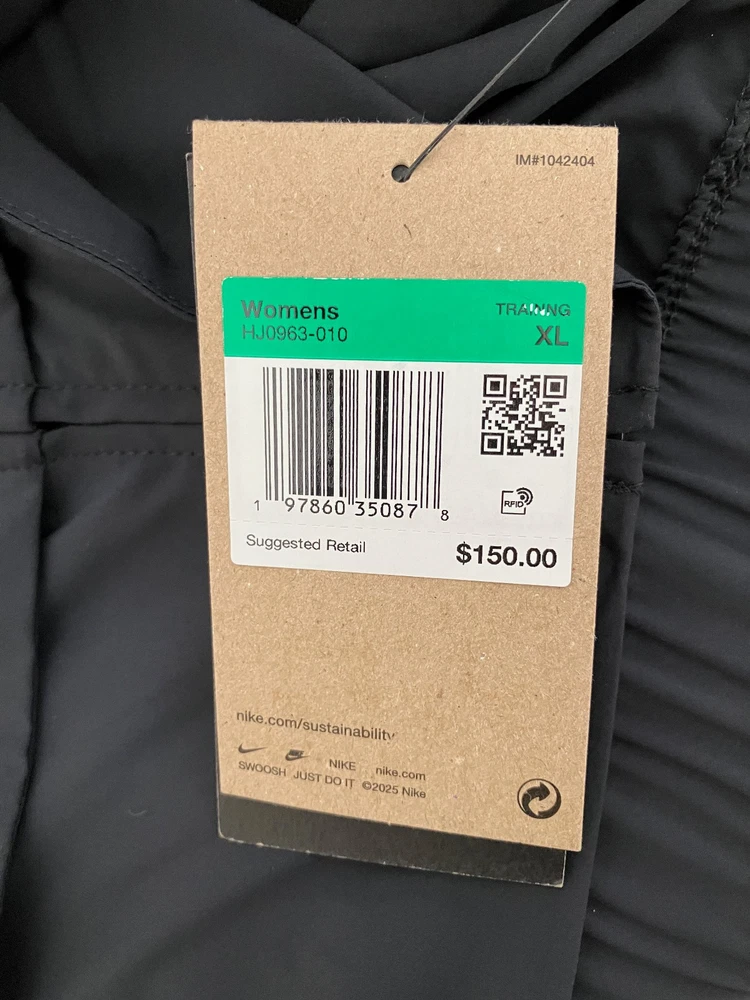 IM#1042404
Womens
TRAINNG
HJ0963-010
XL
1 97860 35087 8
RFID
Suggested Retail
$150.00
nike.com/sustainability
NIKE nike.com
SWOOSH JUST DO IT ©2025 Nike